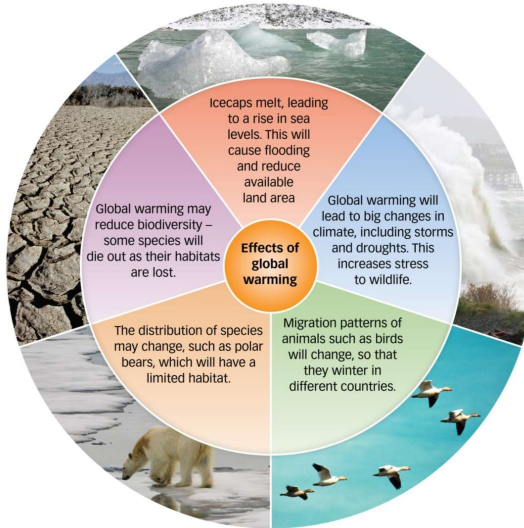 Icecaps melt, leading
to a rise in sea
levels. This will
cause flooding
and reduce
available
land area
Global warming will
lead to big changes in
climate, including storms
and droughts. This
increases stress
to wildlife.
Migration patterns of
animals such as birds
will change, so that
they winter in
different countries.
The distribution of species
may change, such as polar
bears, which will have a
limited habitat.
Global warming may
reduce biodiversity –
some species will
die out as their habitats
are lost.
Effects of
global
warming